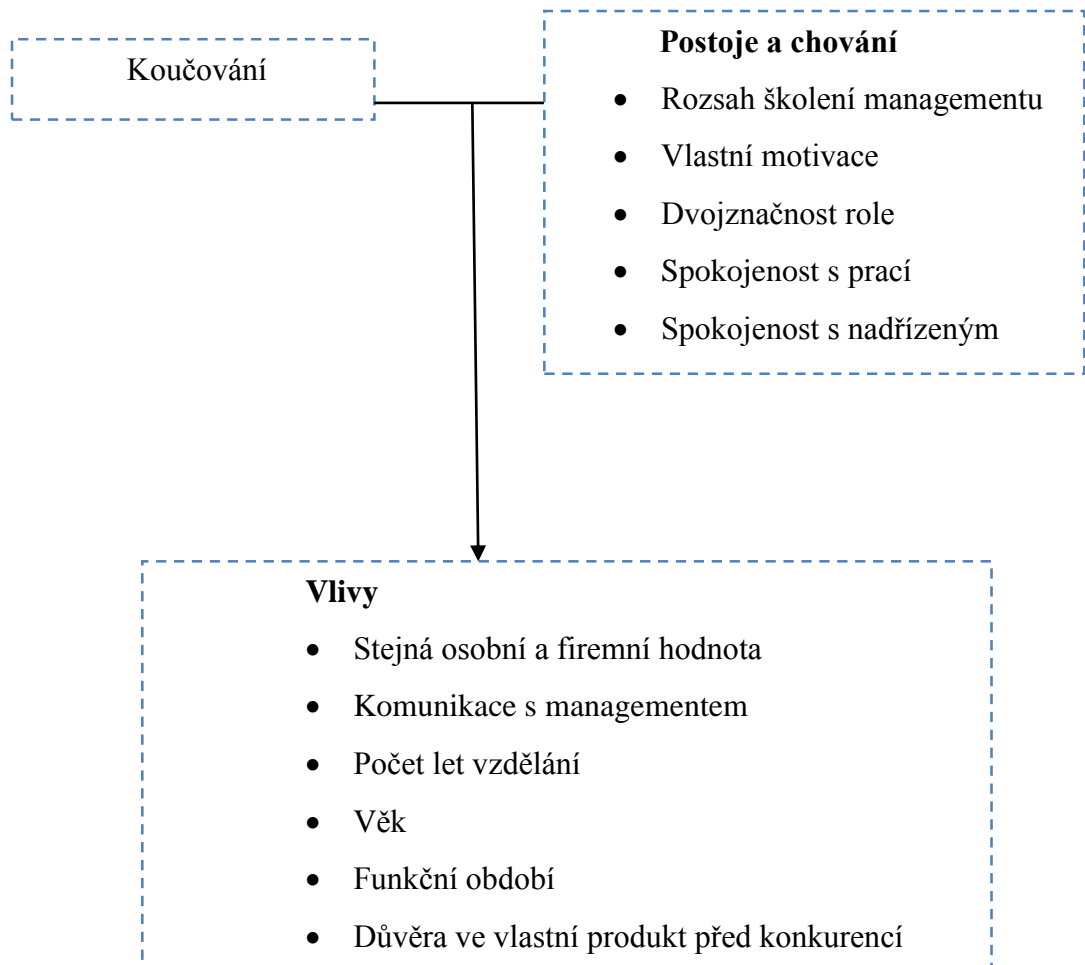 Koučování
Postoje a chování
• Rozsah školení managementu
• Vlastní motivace
• Dvojznačnost role
• Spokojenost s prací
• Spokojenost s nadřízeným
Vlivy
• Stejná osobní a firemní hodnota
• Komunikace s managementem
• Počet let vzdělání
• Věk
• Funkční období
• Důvěra ve vlastní produkt před konkurencí